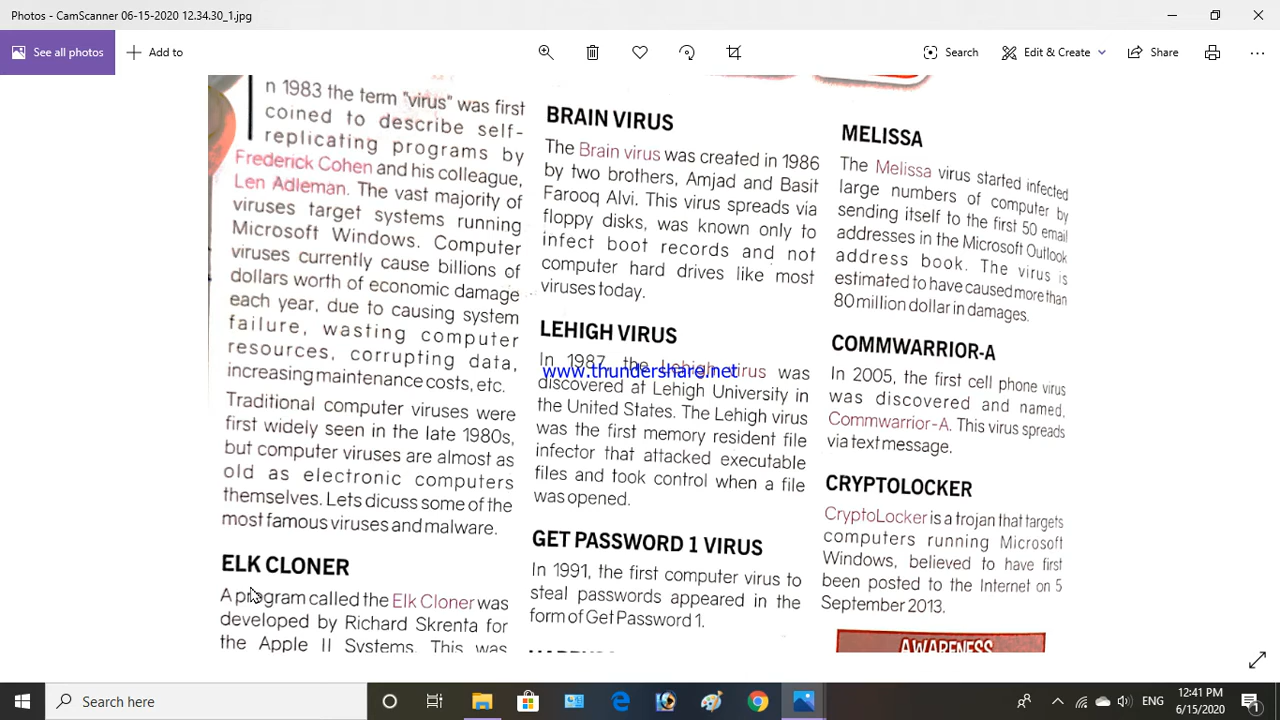 Photos - CamScanner 06-15-2020 12.34.30_1.jpg
See all photos
Add to
Search
Edit & Create
Share
n 1983 the term "virus" was first
coined to describe self-
replicating programs by
Frederick Cohen and his colleague,
Len Adleman. The vast majority of
viruses target systems running
Microsoft Windows. Computer
viruses currently cause billions of
dollars worth of economic damage
each year, due to causing system
failure, wasting computer
resources, corrupting data,
increasing maintenance costs, etc.
Traditional computer viruses were
first widely seen in the late 1980s,
but computer viruses are almost as
old as electronic computers
themselves. Lets dicuss some of the
most famous viruses and malware.
ELK CLONER
A program called the Elk Cloner was
developed by Richard Skrenta for
the Apple II Systems. This was
BRAIN VIRUS
The Brain virus was created in 1986
by two brothers, Amjad and Basit
Farooq Alvi. This virus spreads via
floppy disks, was known only to
infect boot records and not
computer hard drives like most
viruses today.
LEHIGH VIRUS
In 1987, the Lehigh virus was
www.thundershare.net
discovered at Lehigh University in
the United States. The Lehigh virus
was the first memory resident file
infector that attacked executable
files and took control when a file
was opened.
GET PASSWORD 1 VIRUS
In 1991, the first computer virus to
steal passwords appeared in the
form of Get Password 1.
MELISSA
The Melissa virus started infected
large numbers of computer by
sending itself to the first 50 email
addresses in the Microsoft Outlook
address book. The virus is
estimated to have caused more than
80 million dollar in damages.
COMMWARRIOR-A
In 2005, the first cell phone virus
was discovered and named,
Commwarrior-A. This virus spreads
via text message.
CRYPTOLOCKER
CryptoLocker is a trojan that targets
computers running Microsoft
Windows, believed to have first
been posted to the Internet on 5
September 2013.
AWARENESS
Search here
ENG
12:41 PM
6/15/2020
1